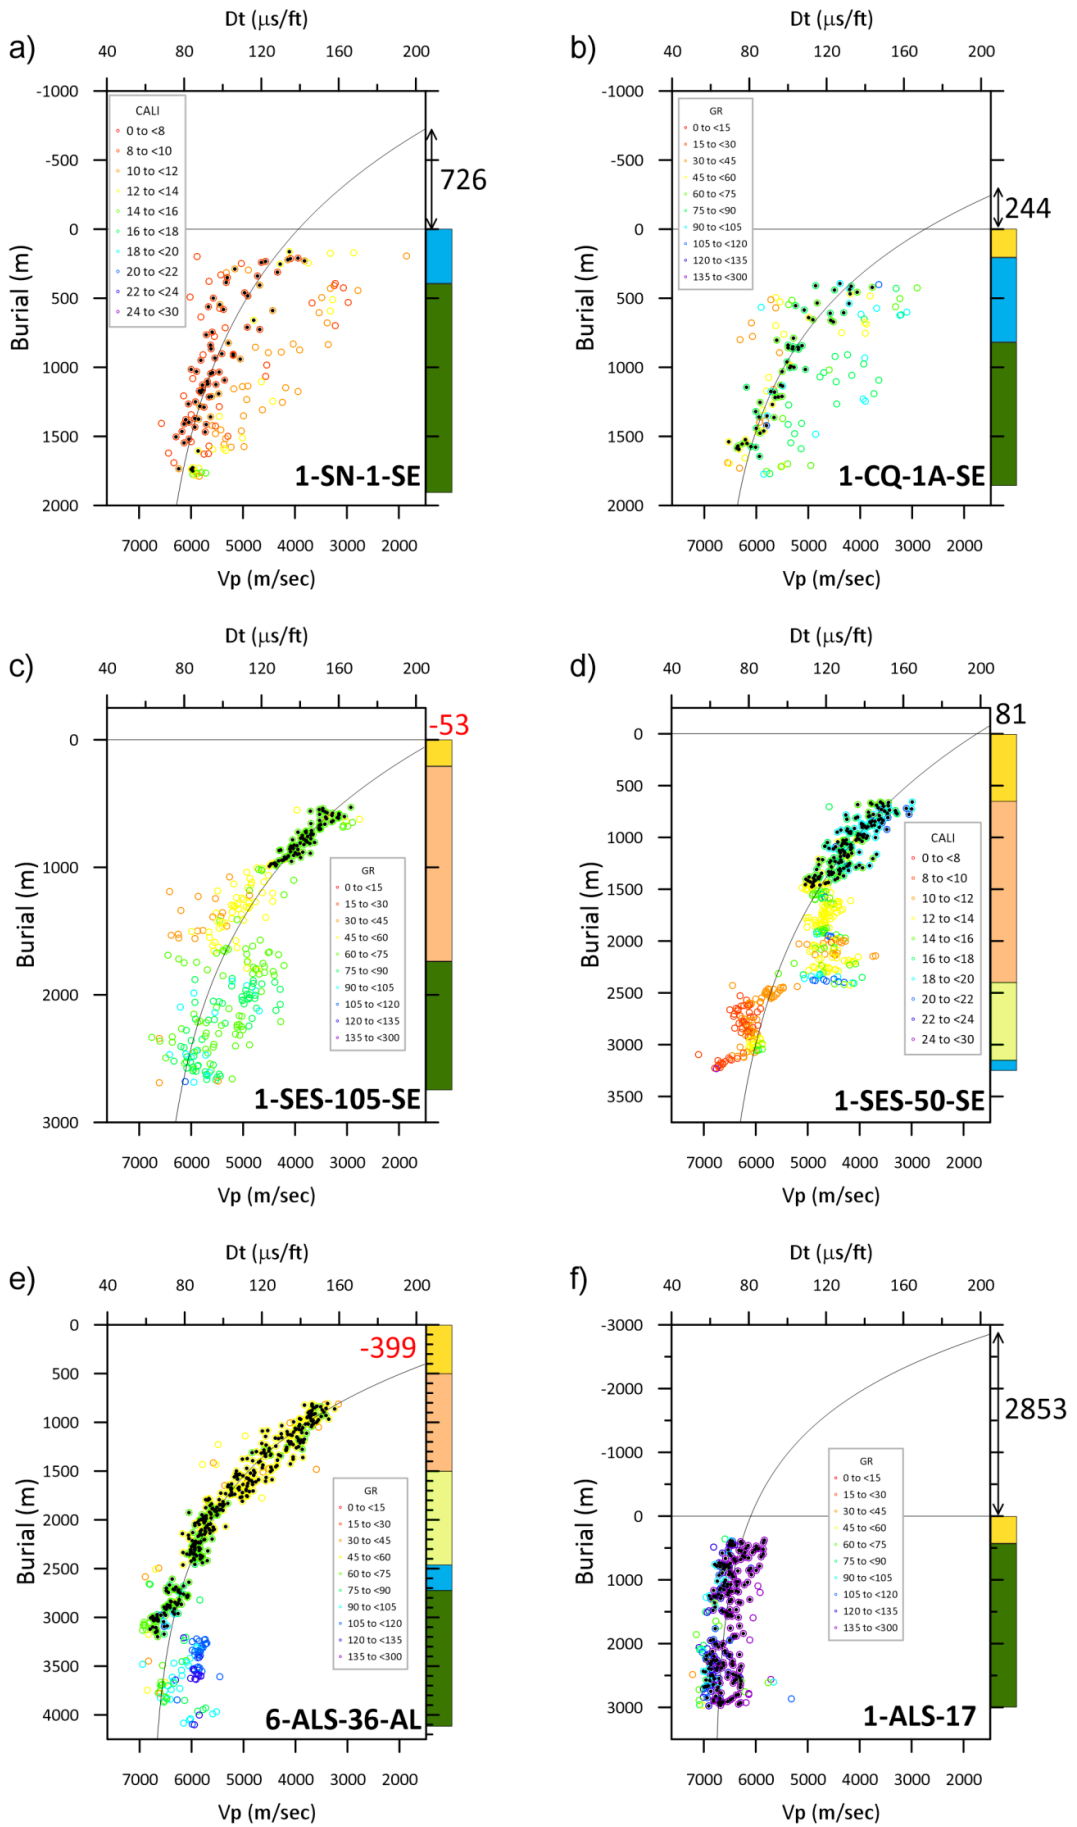 a)
Dt (μs/ft)
40 80 120 160 200
-1000
-500
0
500
1000
1500
2000
Burial (m)
CALI
0 to <8
8 to <10
10 to <12
12 to <14
14 to <16
16 to <18
18 to <20
20 to <22
22 to <24
24 to <30
726
1-SN-1-SE
7000 6000 5000 4000 3000 2000
Vp (m/sec)
b)
Dt (μs/ft)
40 80 120 160 200
-1000
-500
0
500
1000
1500
2000
Burial (m)
GR
0 to <15
15 to <30
30 to <45
45 to <60
60 to <75
75 to <90
90 to <105
105 to <120
120 to <135
135 to <300
244
1-CQ-1A-SE
7000 6000 5000 4000 3000 2000
Vp (m/sec)
c)
Dt (μs/ft)
40 80 120 160 200
0
1000
2000
3000
Burial (m)
-53
GR
0 to <15
15 to <30
30 to <45
45 to <60
60 to <75
75 to <90
90 to <105
105 to <120
120 to <135
135 to <300
1-SES-105-SE
7000 6000 5000 4000 3000 2000
Vp (m/sec)
d)
Dt (μs/ft)
40 80 120 160 200
0
500
1000
1500
2000
2500
3000
3500
Burial (m)
81
CALI
0 to <8
8 to <10
10 to <12
12 to <14
14 to <16
16 to <18
18 to <20
20 to <22
22 to <24
24 to <30
1-SES-50-SE
7000 6000 5000 4000 3000 2000
Vp (m/sec)
e)
Dt (μs/ft)
40 80 120 160 200
0
500
1000
1500
2000
2500
3000
3500
4000
Burial (m)
-399
GR
0 to <15
15 to <30
30 to <45
45 to <60
60 to <75
75 to <90
90 to <105
105 to <120
120 to <135
135 to <300
6-ALS-36-AL
7000 6000 5000 4000 3000 2000
Vp (m/sec)
f)
Dt (μs/ft)
40 80 120 160 200
-3000
-2000
-1000
0
1000
2000
3000
Burial (m)
2853
GR
0 to <15
15 to <30
30 to <45
45 to <60
60 to <75
75 to <90
90 to <105
105 to <120
120 to <135
135 to <300
1-ALS-17
7000 6000 5000 4000 3000 2000
Vp (m/sec)